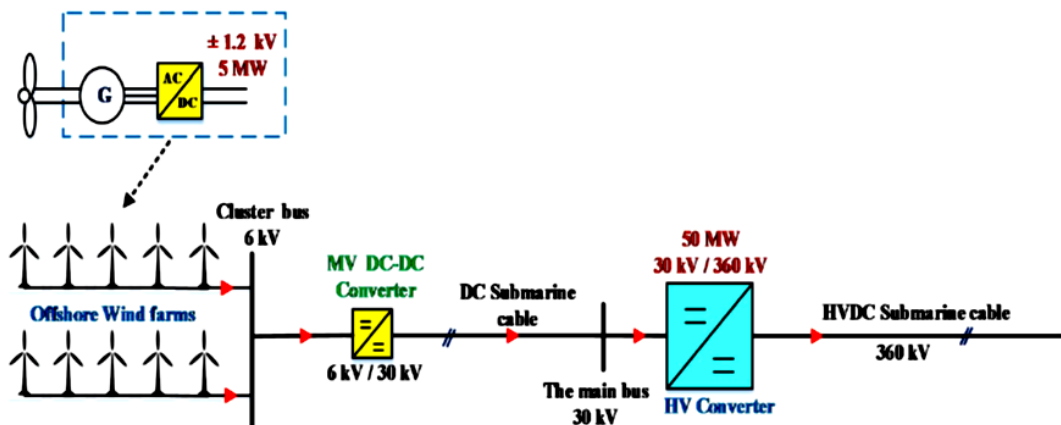 ± 1.2 kV
5 MW
G
AC
DC
Cluster bus
6 kV
Offshore Wind farms
MV DC-DC
Converter
6 kV / 30 kV
DC Submarine
cable
The main bus
30 kV
50 MW
30 kV / 360 kV
HV Converter
HVDC Submarine cable
360 kV